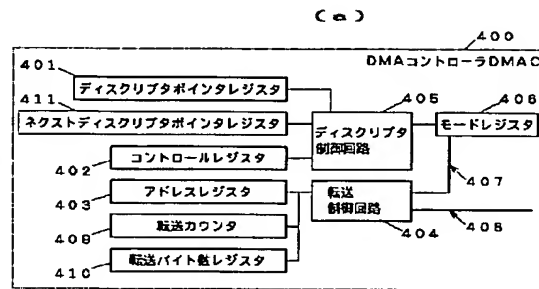 (a)
400
DMAコントローラDMAC
401
ディスクリプタポインタレジスタ
411
405
406
ネクストディスクリプタポインタレジスタ
ディスクリプタ
制御回路
モードレジスタ
コントロールレジスタ
402
407
アドレスレジスタ
転送
制御回路
403
408
転送カウンタ
404
409
転送バイト数レジスタ
410